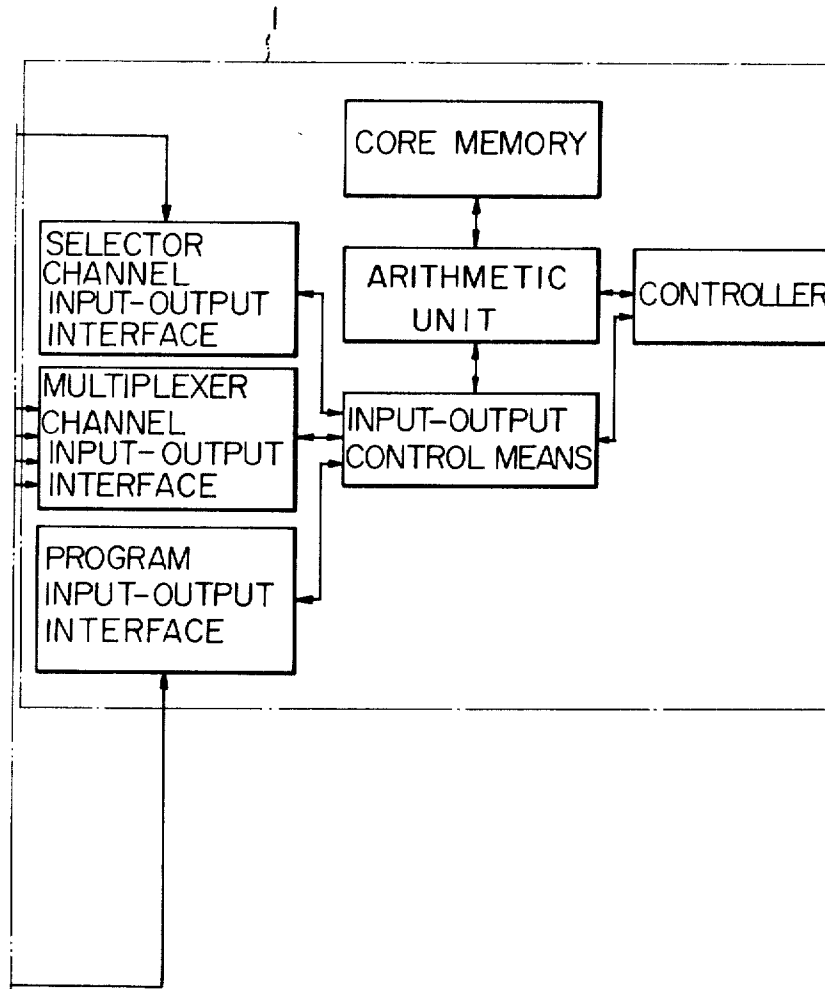 1
CORE MEMORY
SELECTOR
CHANNEL
INPUT-OUTPUT
INTERFACE
ARITHMETIC
UNIT
CONTROLLER
MULTIPLEXER
CHANNEL
INPUT-OUTPUT
INTERFACE
INPUT-OUTPUT
CONTROL MEANS
PROGRAM
INPUT-OUTPUT
INTERFACE